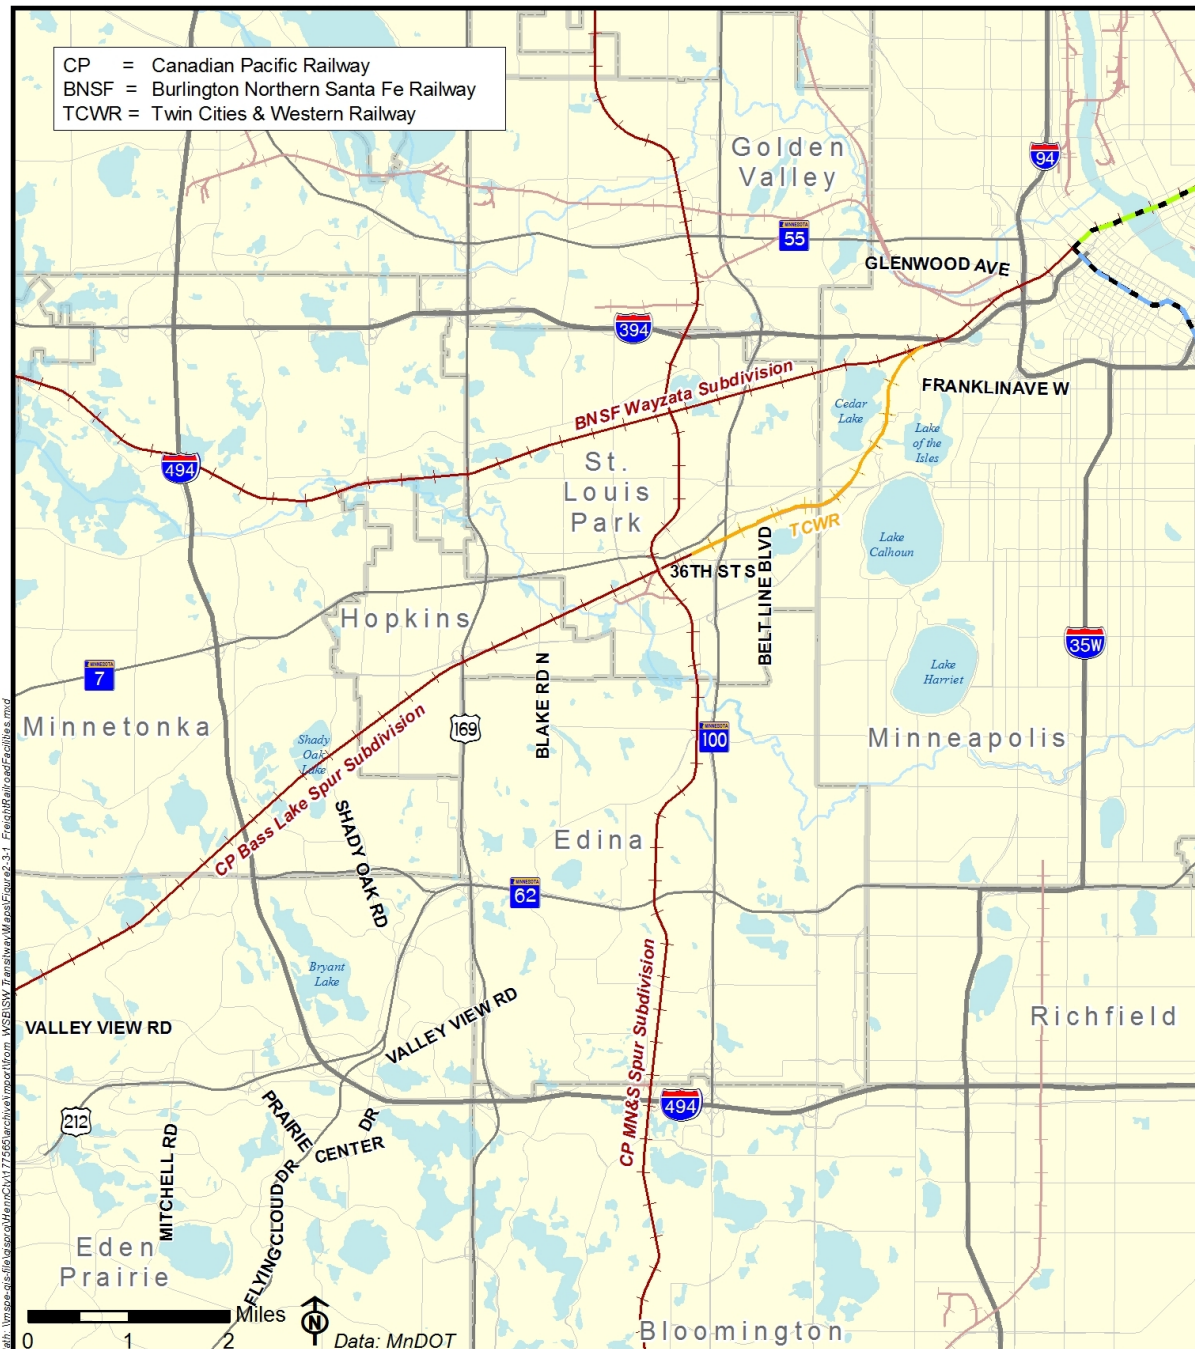 CP = Canadian Pacific Railway
BNSF = Burlington Northern Santa Fe Railway
TCWR = Twin Cities & Western Railway
Golden
Valley
94
MINNESOTA
55
GLENWOOD AVE
394
FRANKLINAVE W
BNSF Wayzata Subdivision
Cedar
Lake
Lake
of the
Isles
494
St.
Louis
Park
TCWR
Lake
Calhoun
36TH ST S
BELT LINE BLVD
Hopkins
35W
MINNESOTA
7
Lake
Harriet
BLAKE RD N
Minnetonka
169
MINNESOTA
100
Minneapolis
Shady
Oak
Lake
CP Bass Lake Spur Subdivision
SHADY OAK RD
Edina
MINNESOTA
62
Bryant
Lake
CP MN&S Spur Subdivision
VALLEY VIEW RD
VALLEY VIEW RD
Richfield
494
212
PRAIRIE
CENTER
DR
MITCHELL RD
FLYING CLOUD DR
Eden
Prairie
Miles
0 1 2
N
Data: MnDOT
Bloomington